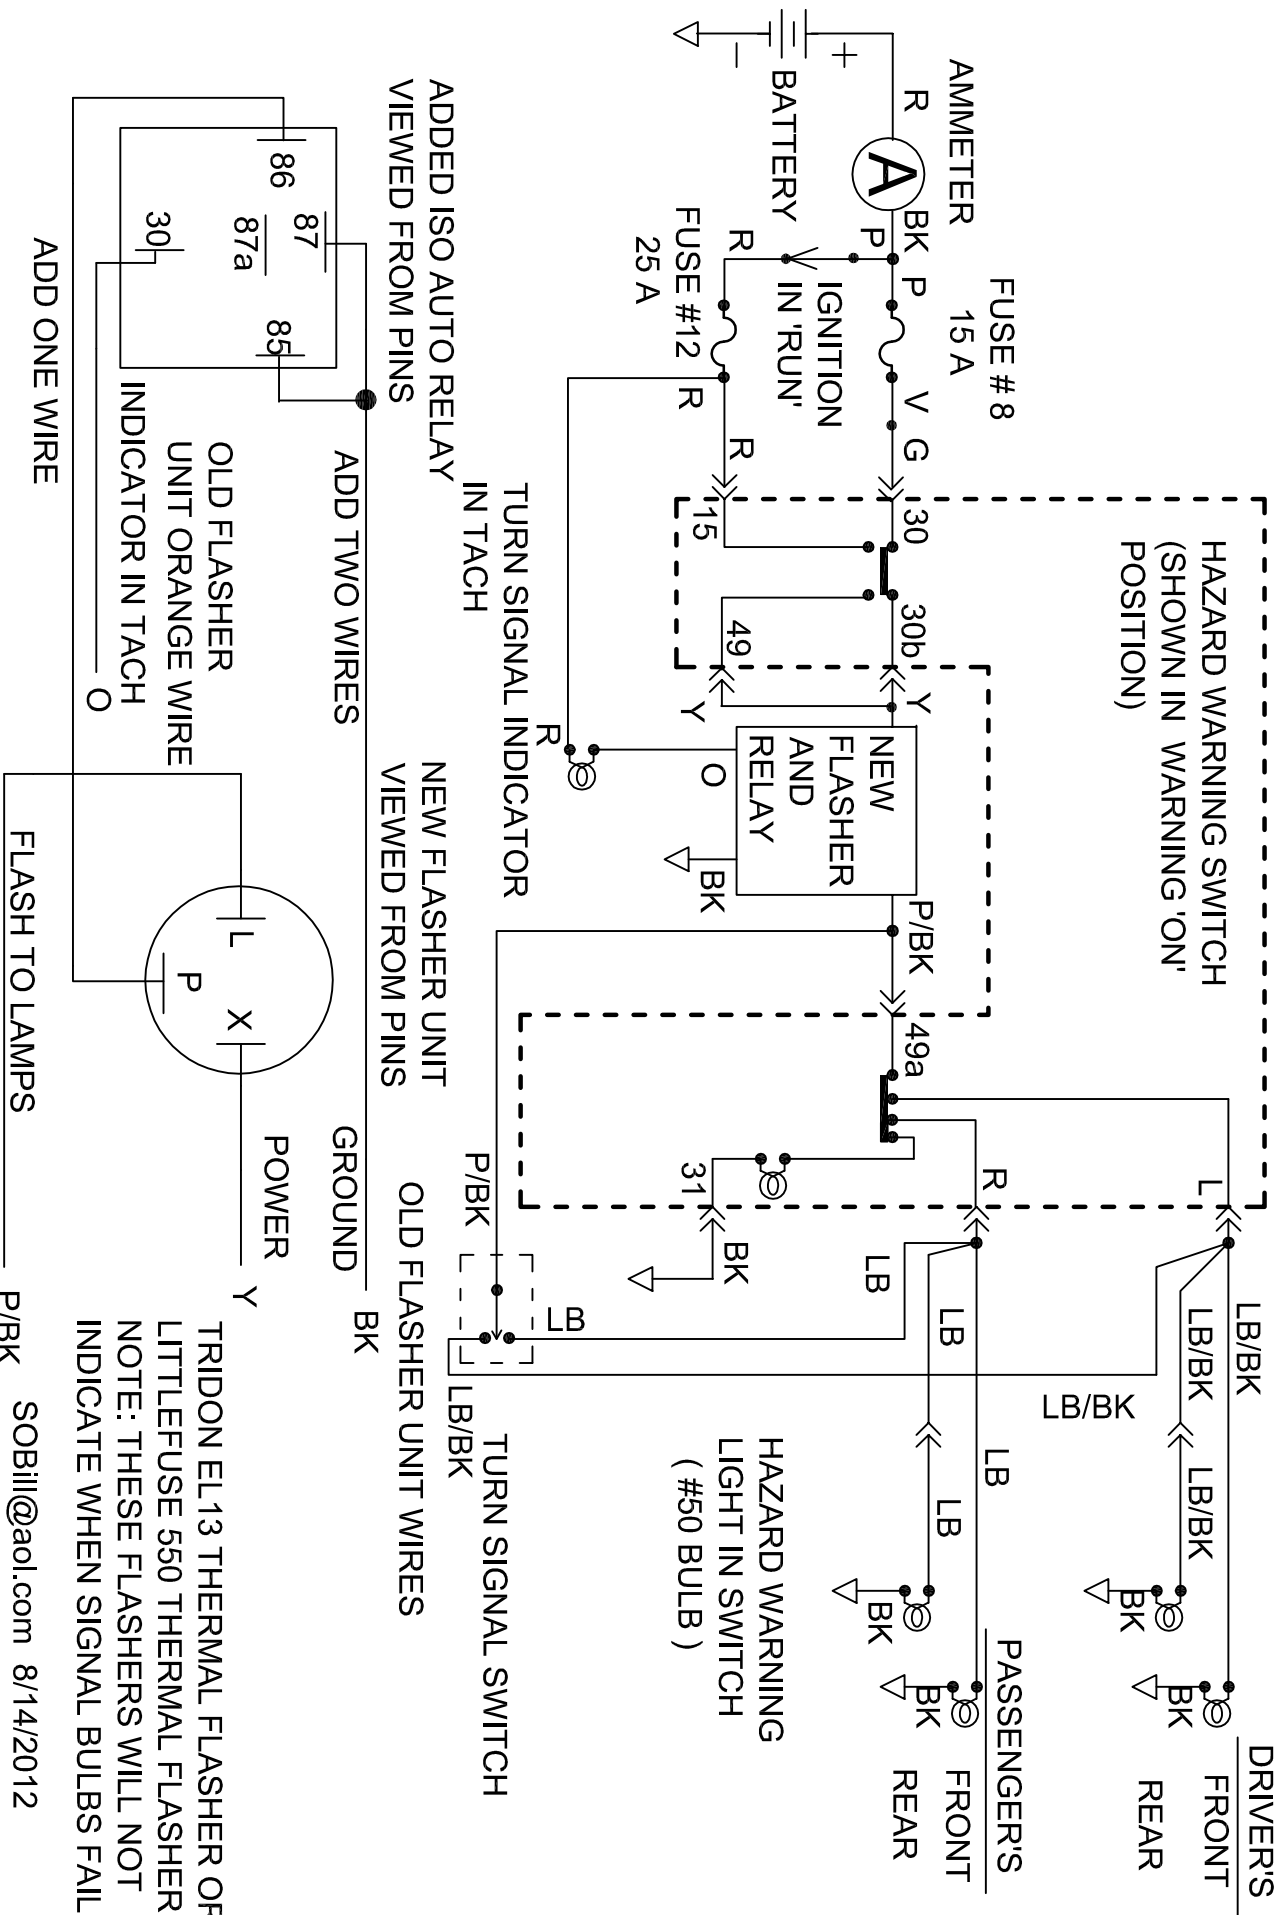 DRIVER'S
FRONT
REAR
PASSENGER'S
FRONT
REAR
HAZARD WARNING SWITCH
(SHOWN IN WARNING 'ON'
POSITION)
FUSE # 8
15 A
AMMETER
R
A
BK
P
P
V
G
30
30b
Y
P/BK
49a
R
L
LB/BK
LB/BK
LB/BK
BK
BK
LB/BK
LB
LB
LB
LB
BK
BK
+
−
BATTERY
IGNITION
IN 'RUN'
R
FUSE #12
25 A
R
R
15
49
Y
NEW
FLASHER
AND
RELAY
O
BK
R
31
BK
HAZARD WARNING
LIGHT IN SWITCH
( #50 BULB )
TURN SIGNAL INDICATOR
IN TACH
P/BK
LB
LB/BK
TURN SIGNAL SWITCH
ADDED ISO AUTO RELAY
VIEWED FROM PINS
NEW FLASHER UNIT
VIEWED FROM PINS
OLD FLASHER UNIT WIRES
87
86
87a
30
85
ADD TWO WIRES
GROUND
BK
OLD FLASHER
UNIT ORANGE WIRE
INDICATOR IN TACH
O
ADD ONE WIRE
L
P
X
POWER
Y
FLASH TO LAMPS
P/BK
TRIDON EL13 THERMAL FLASHER OR
LITTLEFUSE 550 THERMAL FLASHER
NOTE: THESE FLASHERS WILL NOT
INDICATE WHEN SIGNAL BULBS FAIL
SOBill@aol.com 8/14/2012